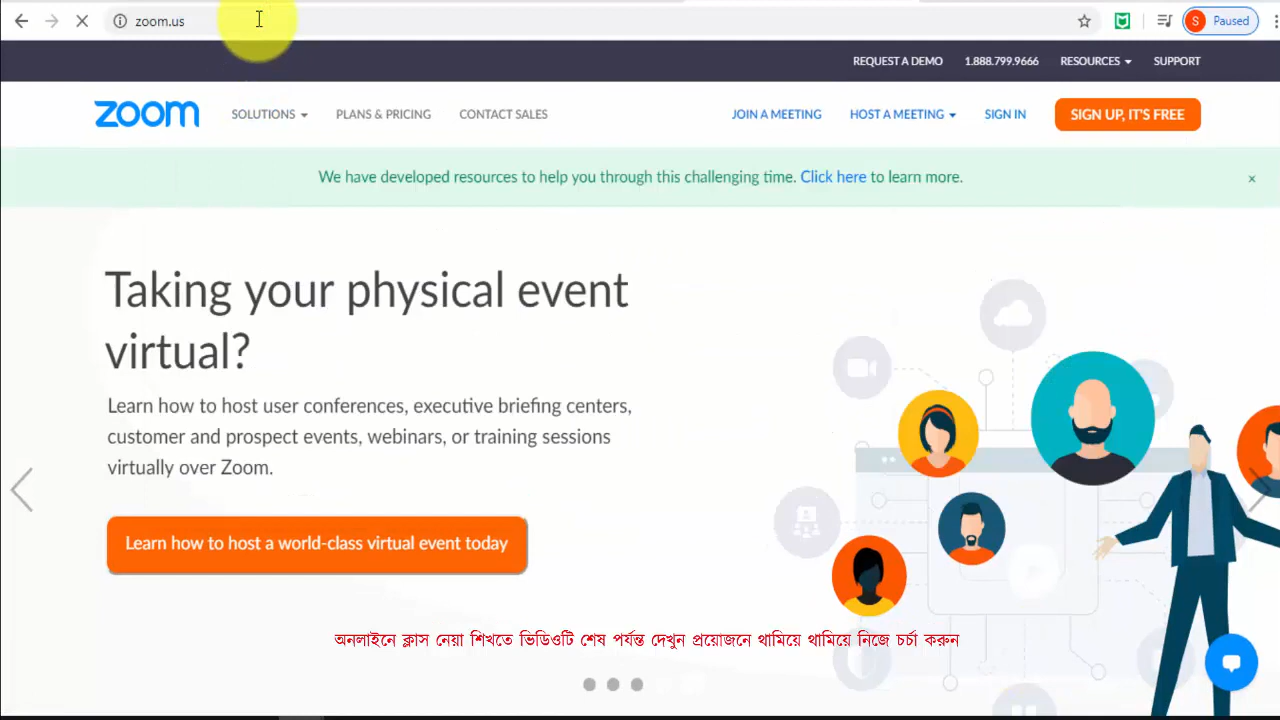 zoom.us
S Paused
REQUEST A DEMO 1.888.799.9666 RESOURCES SUPPORT
zoom SOLUTIONS PLANS & PRICING CONTACT SALES JOIN A MEETING HOST A MEETING SIGN IN SIGN UP, IT'S FREE
We have developed resources to help you through this challenging time. Click here to learn more. ×
Taking your physical event
virtual?
Learn how to host user conferences, executive briefing centers,
customer and prospect events, webinars, or training sessions
virtually over Zoom.
Learn how to host a world-class virtual event today
অনলাইনে ক্লাস নেয়া শিখতে ভিডিওটি শেষ পর্যন্ত দেখুন প্রয়োজনে থামিয়ে থামিয়ে নিজে চর্চা করুন